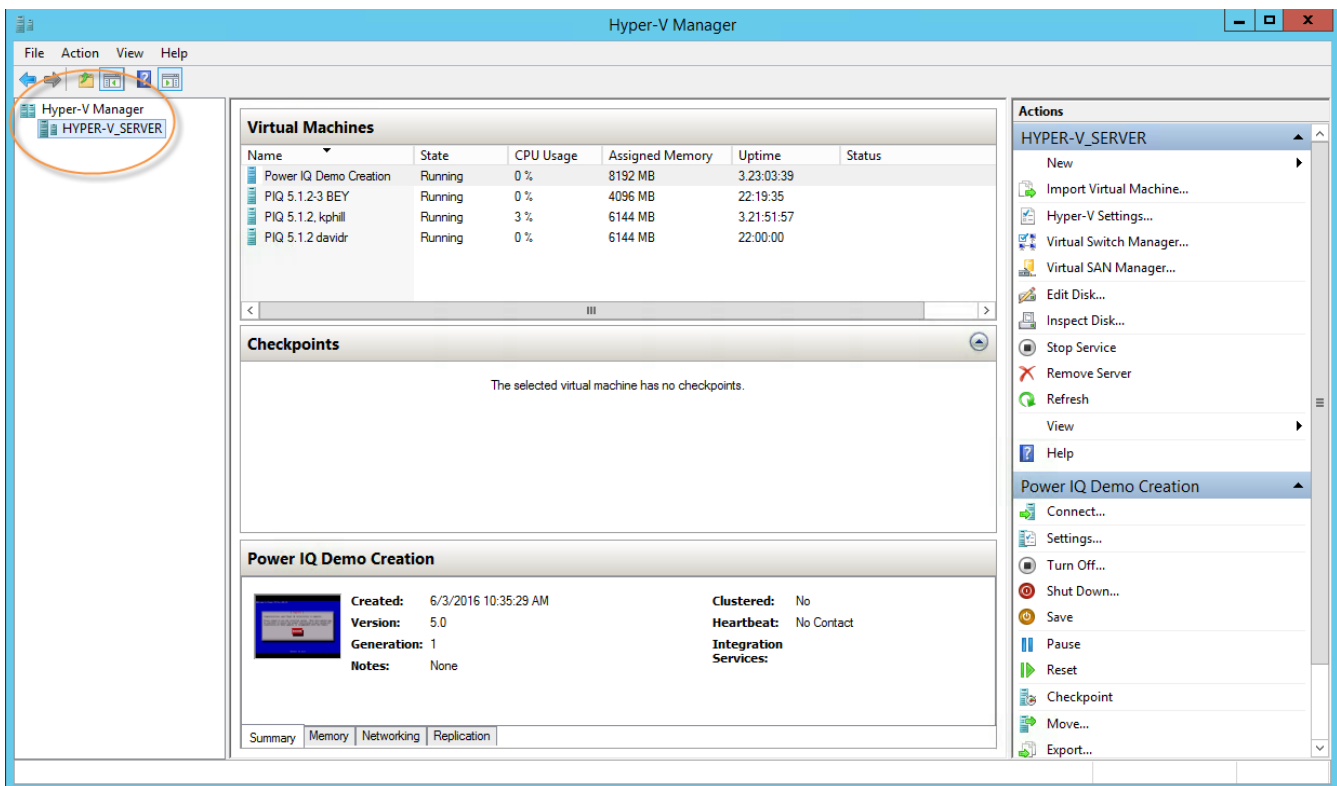 Hyper-V Manager
File Action View Help
Hyper-V Manager
HYPER-V_SERVER
Virtual Machines
Name State CPU Usage Assigned Memory Uptime Status
Power IQ Demo Creation Running 0 % 8192 MB 3.23:03:39
PIQ 5.1.2-3 BEY Running 0 % 4096 MB 22:19:35
PIQ 5.1.2, kphill Running 3 % 6144 MB 3.21:51:57
PIQ 5.1.2 davidr Running 0 % 6144 MB 22:00:00
Checkpoints
The selected virtual machine has no checkpoints.
Power IQ Demo Creation
Created: 6/3/2016 10:35:29 AM Clustered: No
Version: 5.0 Heartbeat: No Contact
Generation: 1 Integration
Services:
Notes: None
Summary Memory Networking Replication
Actions
HYPER-V_SERVER
New
Import Virtual Machine...
Hyper-V Settings...
Virtual Switch Manager...
Virtual SAN Manager...
Edit Disk...
Inspect Disk...
Stop Service
Remove Server
Refresh
View
Help
Power IQ Demo Creation
Connect...
Settings...
Turn Off...
Shut Down...
Save
Pause
Reset
Checkpoint
Move...
Export...